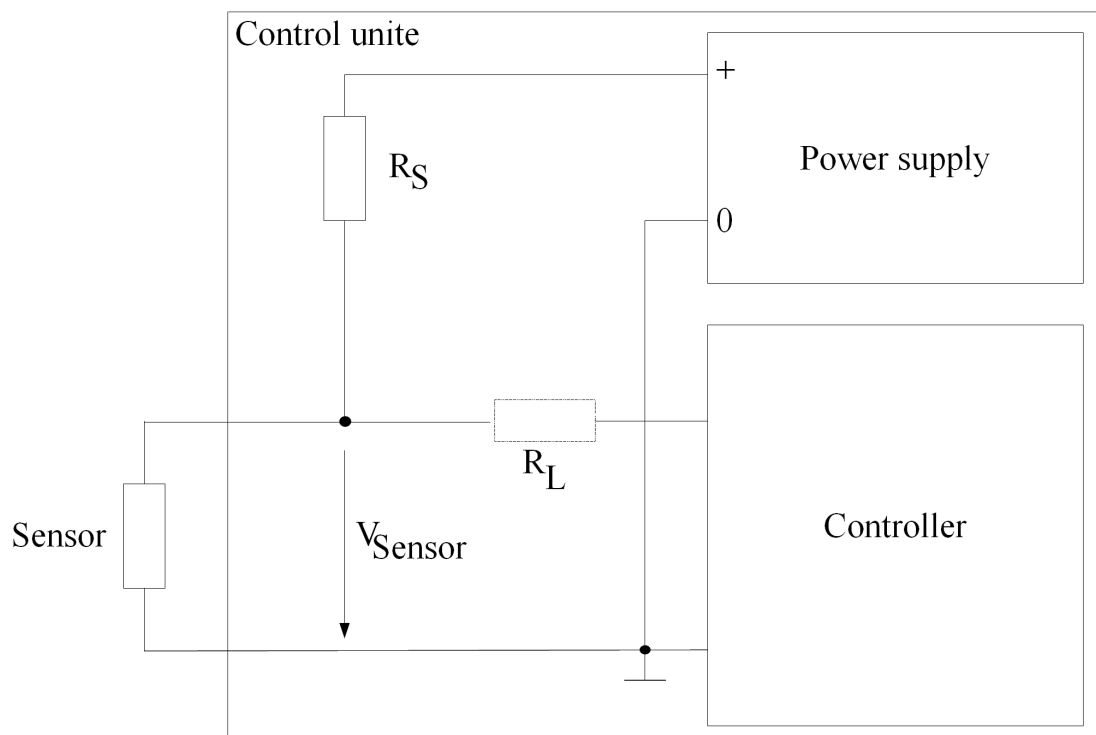 Control unite
+
Power supply
R_S
0
R_L
Sensor
V_Sensor
Controller